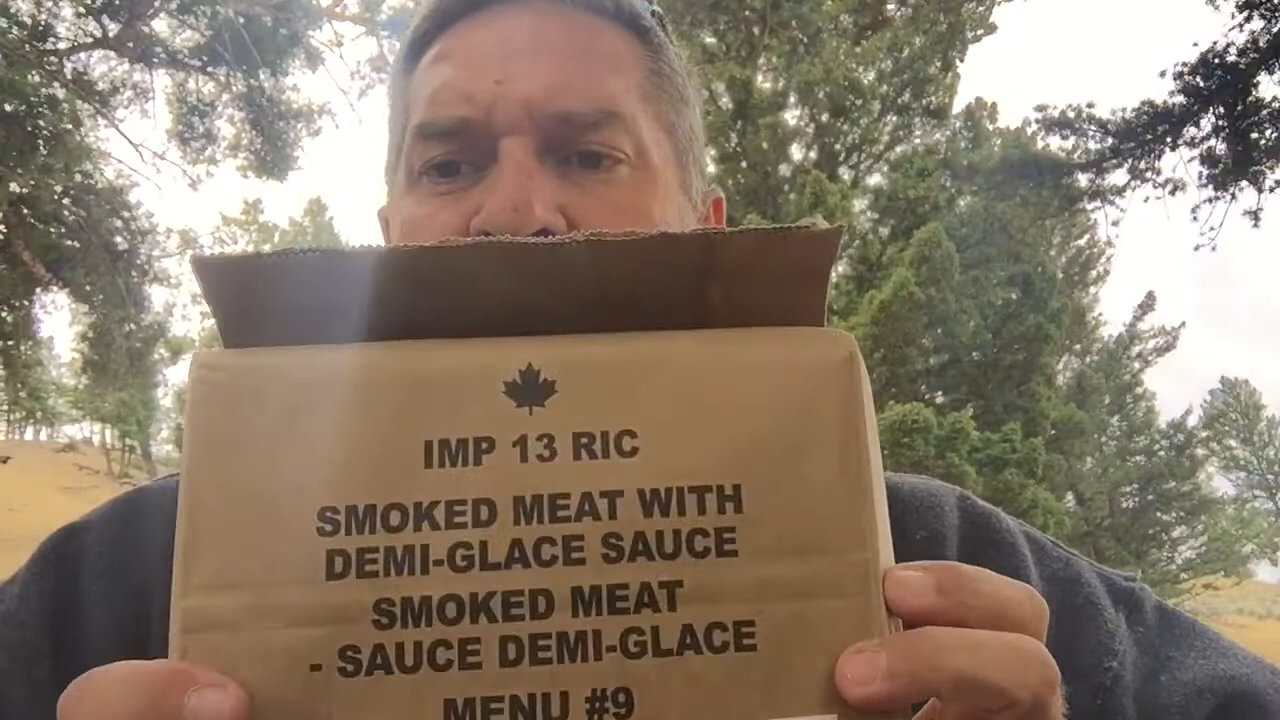 IMP 13 RIC
SMOKED MEAT WITH
DEMI-GLACE SAUCE
SMOKED MEAT
- SAUCE DEMI-GLACE
MENU #9